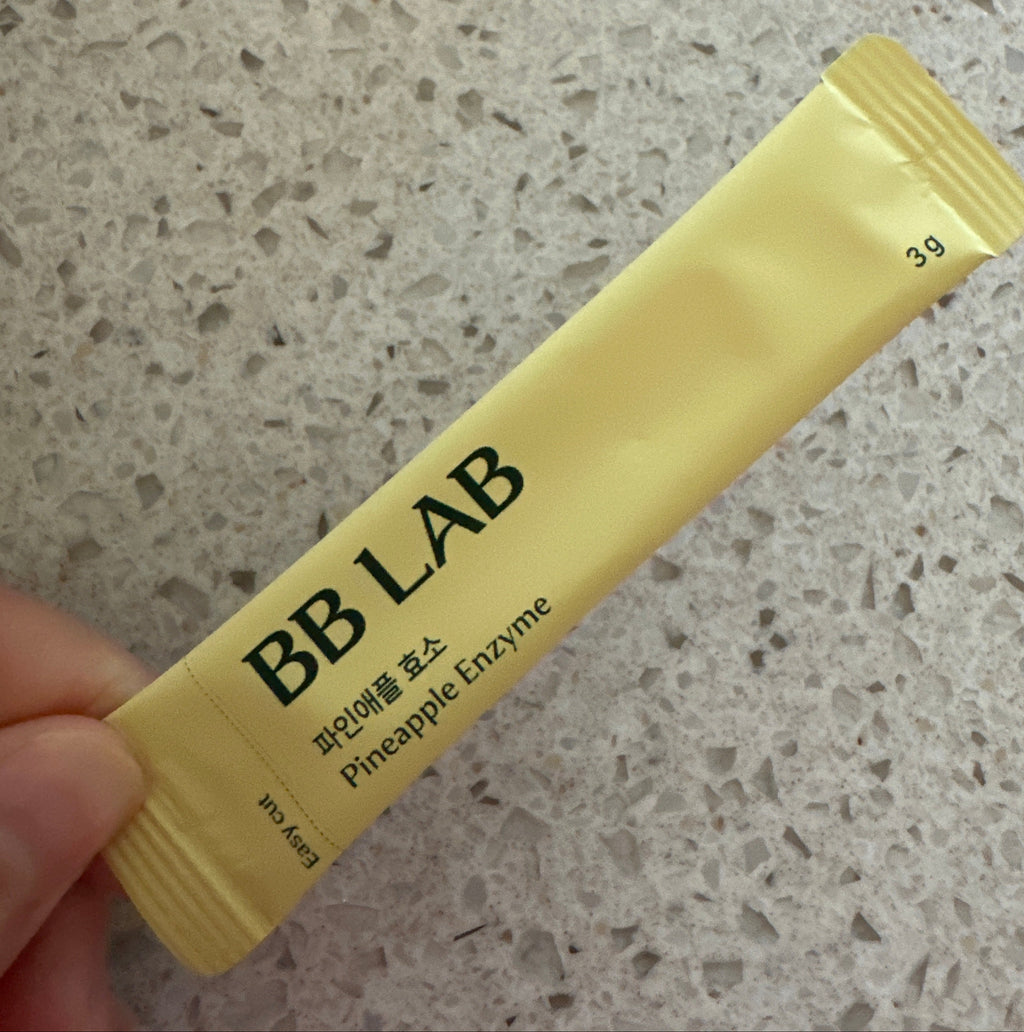 BB LAB
파인애플 효소
Pineapple Enzyme
3g
Easy cut